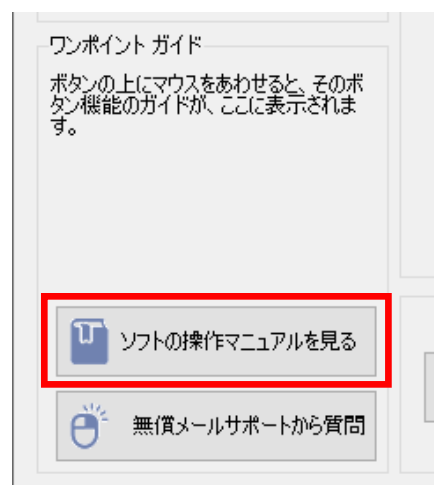 ワンポイント ガイド
ボタンの上にマウスをあわせると、そのボ
タン機能のガイドが、ここに表示されま
す。
ソフトの操作マニュアルを見る
無償メールサポートから質問